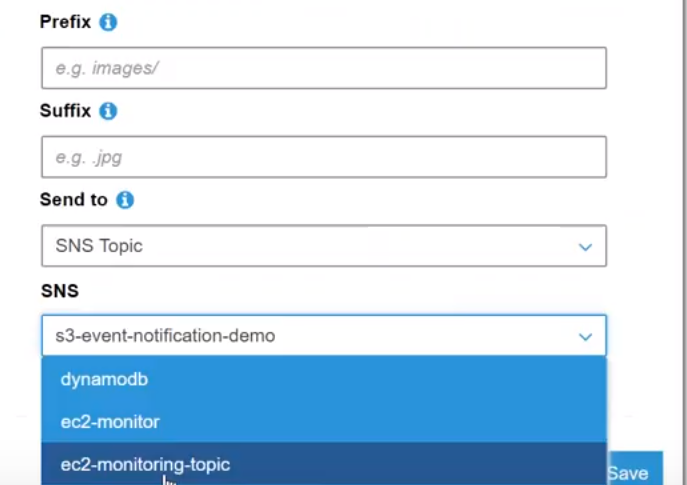 Prefix
e.g. images/
Suffix
e.g. .jpg
Send to
SNS Topic
SNS
s3-event-notification-demo
dynamodb
ec2-monitor
ec2-monitoring-topic
Save